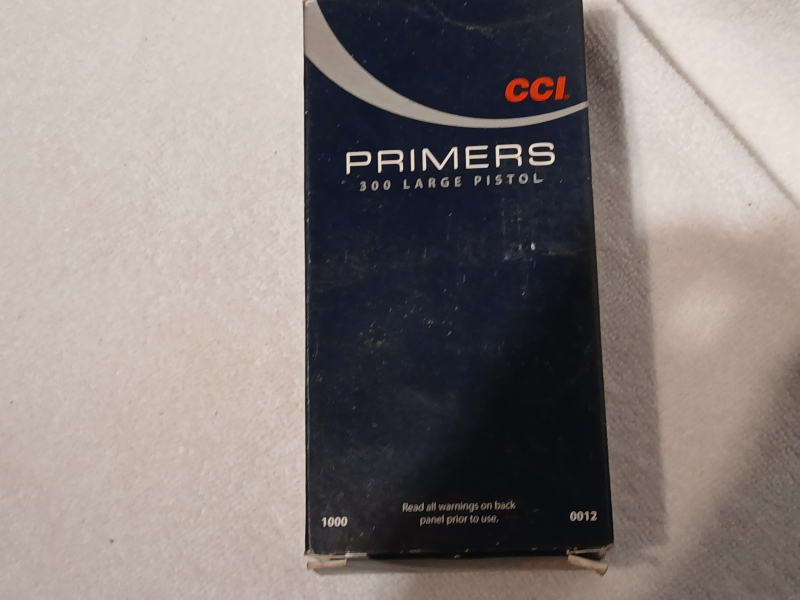 CCI
PRIMERS
300 LARGE PISTOL
Read all warnings on back
panel prior to use.
1000
0012